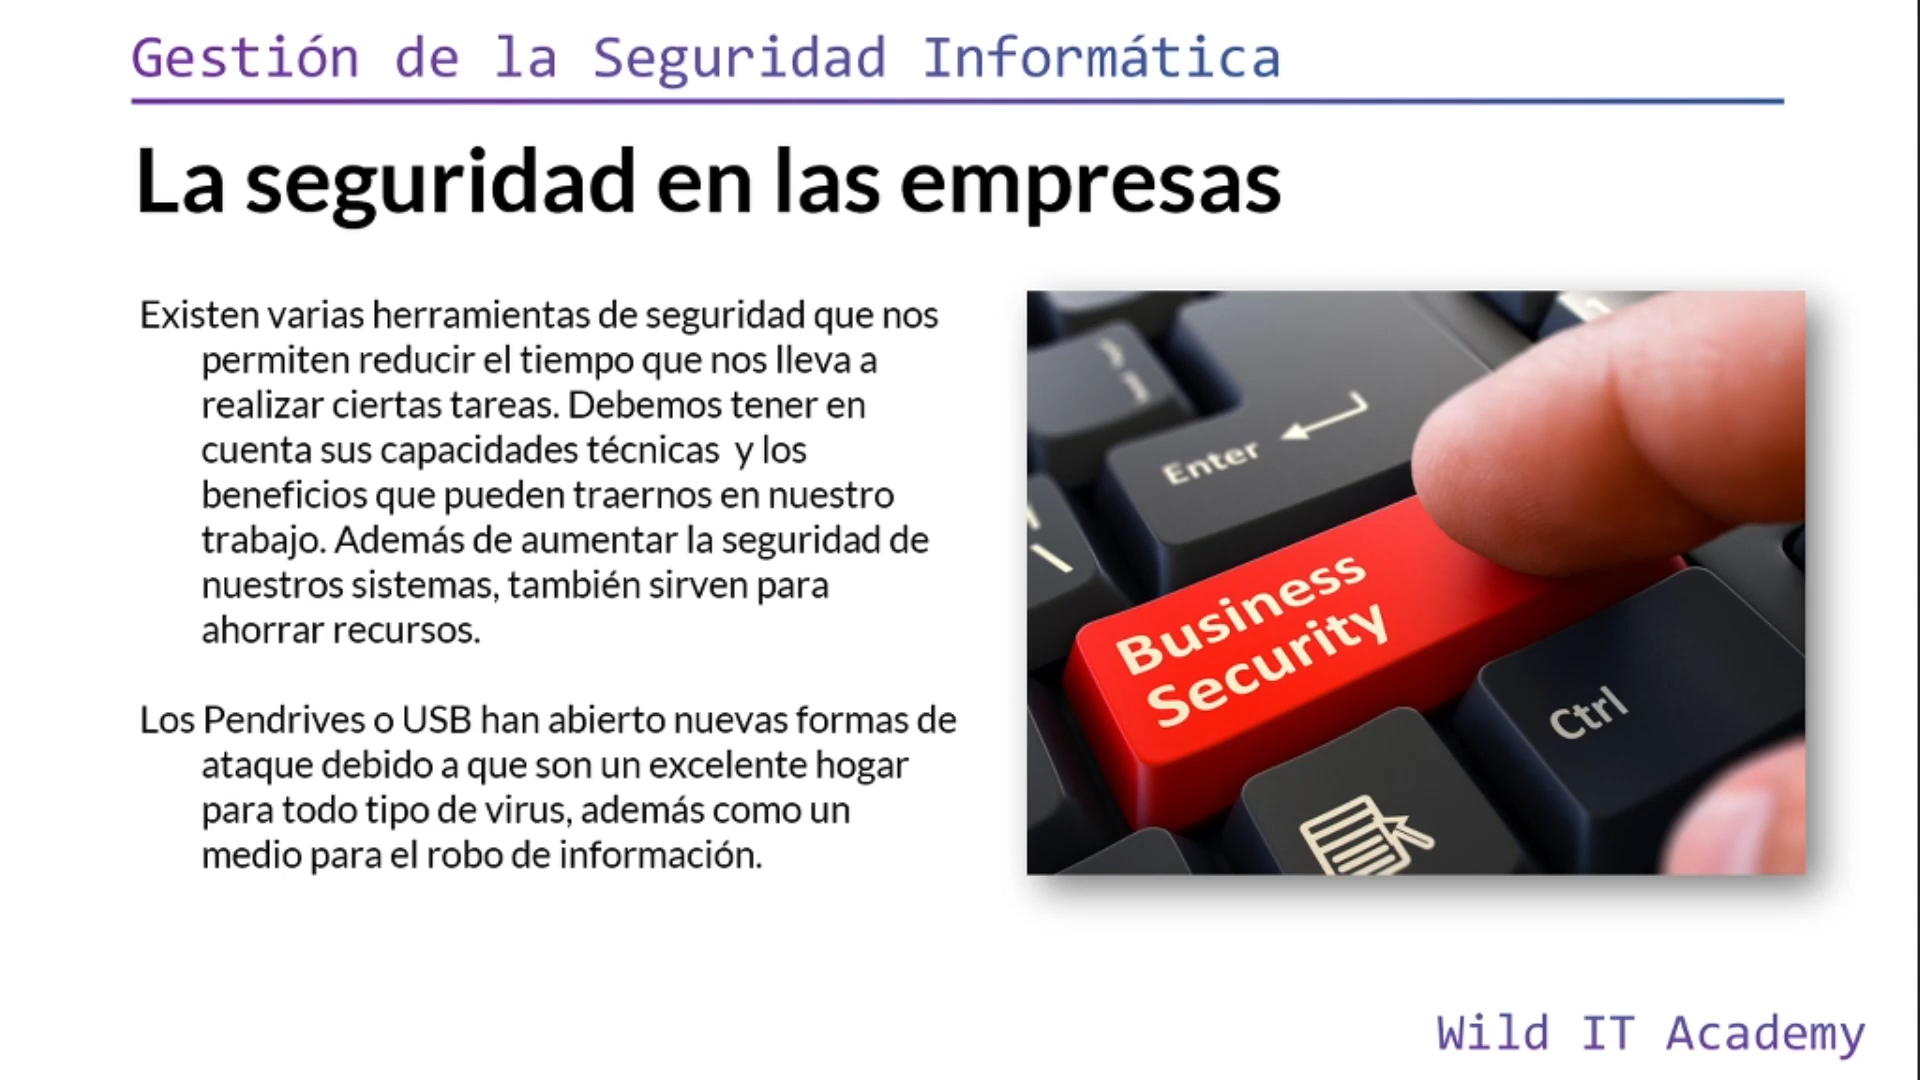 Gestión de la Seguridad Informática
La seguridad en las empresas
Existen varias herramientas de seguridad que nos
permiten reducir el tiempo que nos lleva a
realizar ciertas tareas. Debemos tener en
cuenta sus capacidades técnicas  y los
beneficios que pueden traernos en nuestro
trabajo. Además de aumentar la seguridad de
nuestros sistemas, también sirven para
ahorrar recursos.
Los Pendrives o USB han abierto nuevas formas de
ataque debido a que son un excelente hogar
para todo tipo de virus, además como un
medio para el robo de información.
Enter
Business
Security
Ctrl
Wild IT Academy